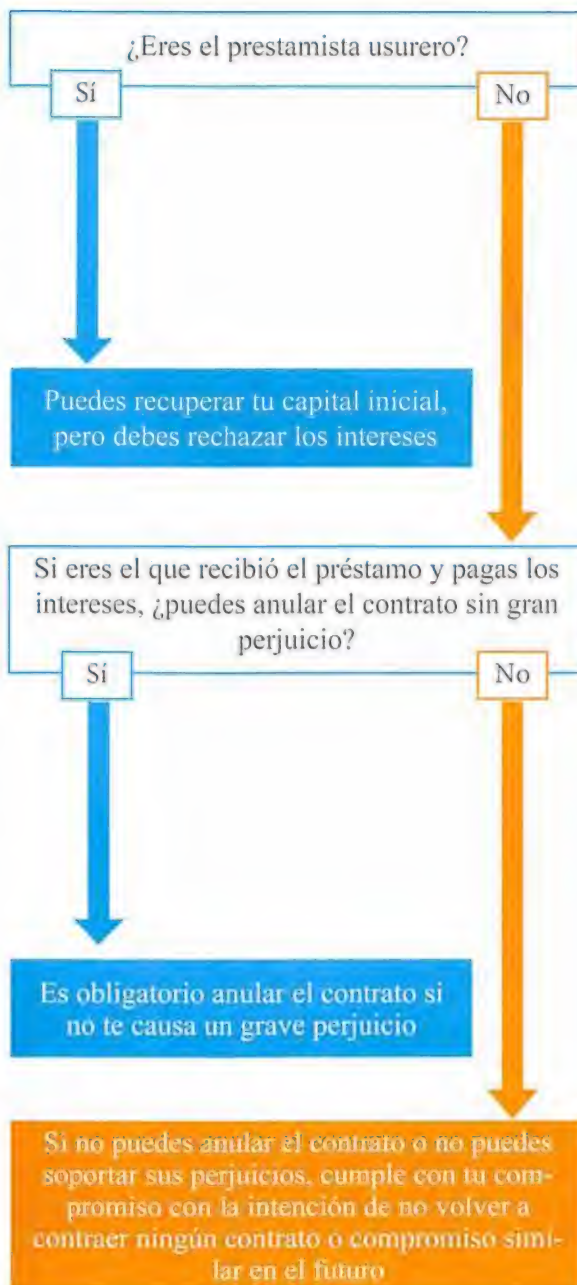 ¿Eres el prestamista usurero?
Sí
No
Puedes recuperar tu capital inicial,
pero debes rechazar los intereses
Si eres el que recibió el préstamo y pagas los
intereses, ¿puedes anular el contrato sin gran
perjuicio?
Sí
No
Es obligatorio anular el contrato si
no te causa un grave perjuicio
Si no puedes anular el contrato o no puedes
soportar sus perjuicios, cumple con tu com-
promiso con la intención de no volver a
contraer ningún contrato o compromiso simi-
lar en el futuro